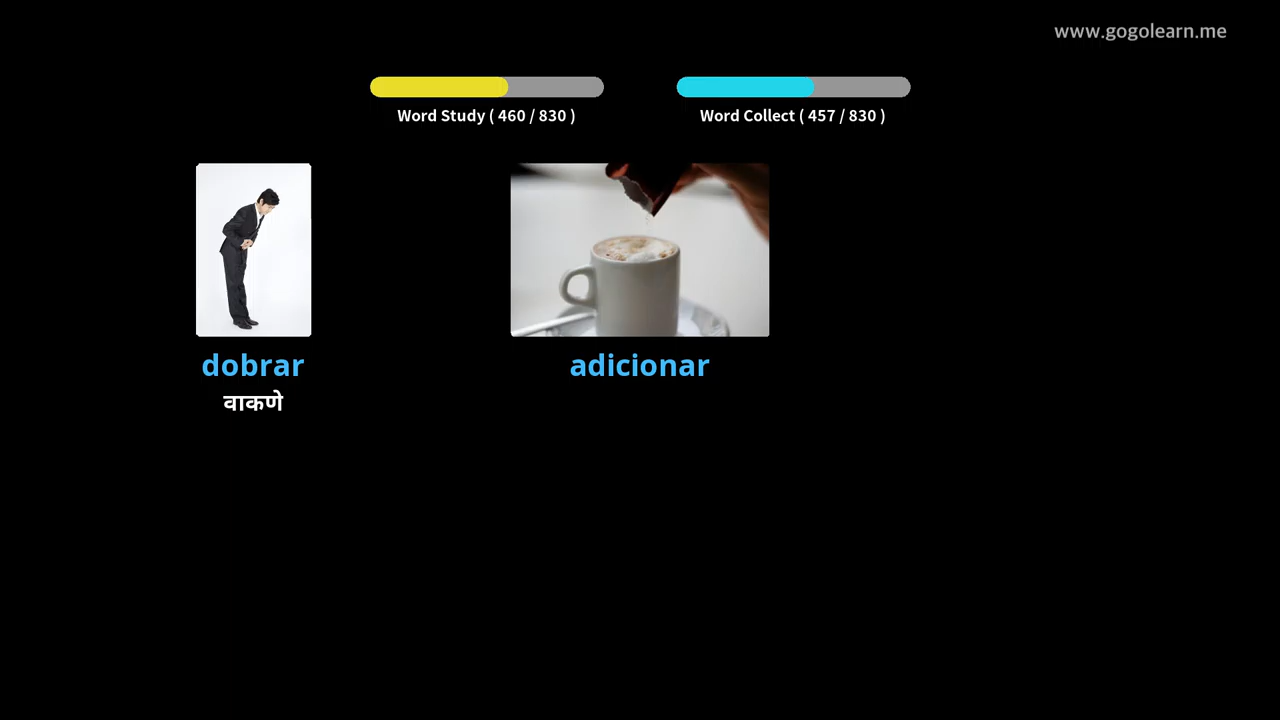 www.gogolearn.me
Word Study ( 460 / 830 )
Word Collect ( 457 / 830 )
dobrar
adicionar
वाकणे